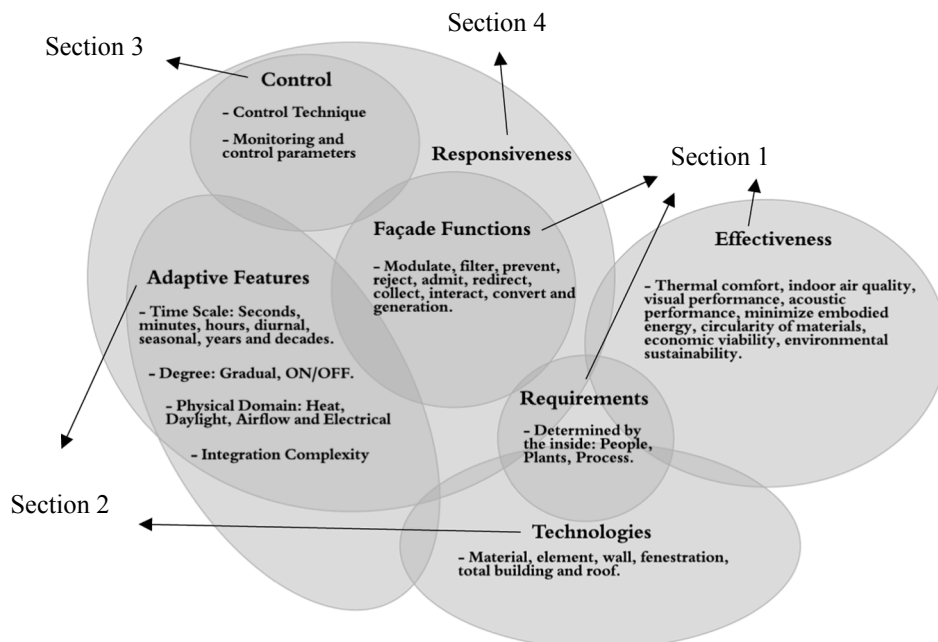 Section 3
Section 4
Control
- Control Technique
- Monitoring and
control parameters
Responsiveness
Section 1
Façade Functions
- Modulate, filter, prevent,
reject, admit, redirect,
collect, interact, convert and
generation.
Effectiveness
- Thermal comfort, indoor air quality,
visual performance, acoustic
performance, minimize embodied
energy, circularity of materials,
economic viability, environmental
sustainability.
Adaptive Features
- Time Scale: Seconds,
minutes, hours, diurnal,
seasonal, years and decades.
- Degree: Gradual, ON/OFF.
- Physical Domain: Heat,
Daylight, Airflow and Electrical
- Integration Complexity
Requirements
- Determined by
the inside: People,
Plants, Process.
Section 2
Technologies
- Material, element, wall, fenestration,
total building and roof.